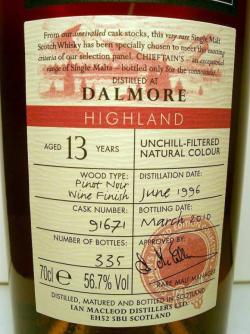 From our unrivalled cask stocks, this very rare Single Malt
Scotch Whisky has been specially chosen to meet the exacting
criteria of our selection panel. CHIEFTAIN'S - an exceptional
range of Single Malts - bottled only for the connoisseur.
DISTILLED AT
DALMORE
HIGHLAND
AGED 13 YEARS
UNCHILL-FILTERED
NATURAL COLOUR
WOOD TYPE:
Pinot Noir
Wine Finish
DISTILLATION DATE:
June 1996
CASK NUMBER:
91671
BOTTLING DATE:
March 2010
NUMBER OF BOTTLES:
335
APPROVED BY:
70cl e 56.7% Vol
RARE MALT MANAGER
DISTILLED, MATURED AND BOTTLED IN SCOTLAND
IAN MACLEOD DISTILLERS LTD.
EH52 5BU SCOTLAND